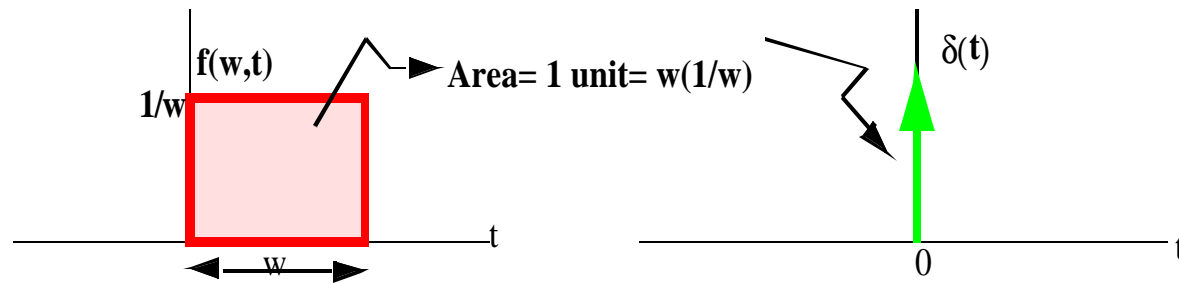 f(w,t)
1/w
Area= 1 unit= w(1/w)
t
w
δ(t)
t
0